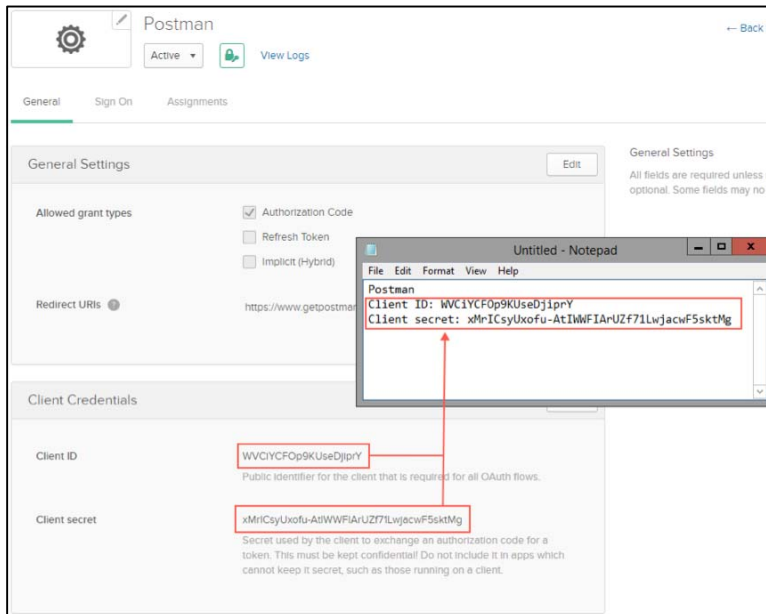 Postman
← Back
Active
View Logs
General Sign On Assignments
General Settings
Edit
Allowed grant types
Authorization Code
Refresh Token
Implicit (Hybrid)
Redirect URIs
https://www.getpostma
General Settings
All fields are required unless
optional. Some fields may no
Untitled - Notepad
File Edit Format View Help
Postman
Client ID: WVCiYCFOp9KUseDjiprY
Client secret: xMrICsyUxofu-AtIWWFIArUZf71LwjacwF5sktMg
Client Credentials
Client ID
WVCiYCFOp9KUseDjiprY
Public identifier for the client that is required for all OAuth flows.
Client secret
xMrICsyUxofu-AtIWWFIArUZf71LwjacwF5sktMg
Secret used by the client to exchange an authorization code for a
token. This must be kept confidential! Do not include it in apps which
cannot keep it secret, such as those running on a client.